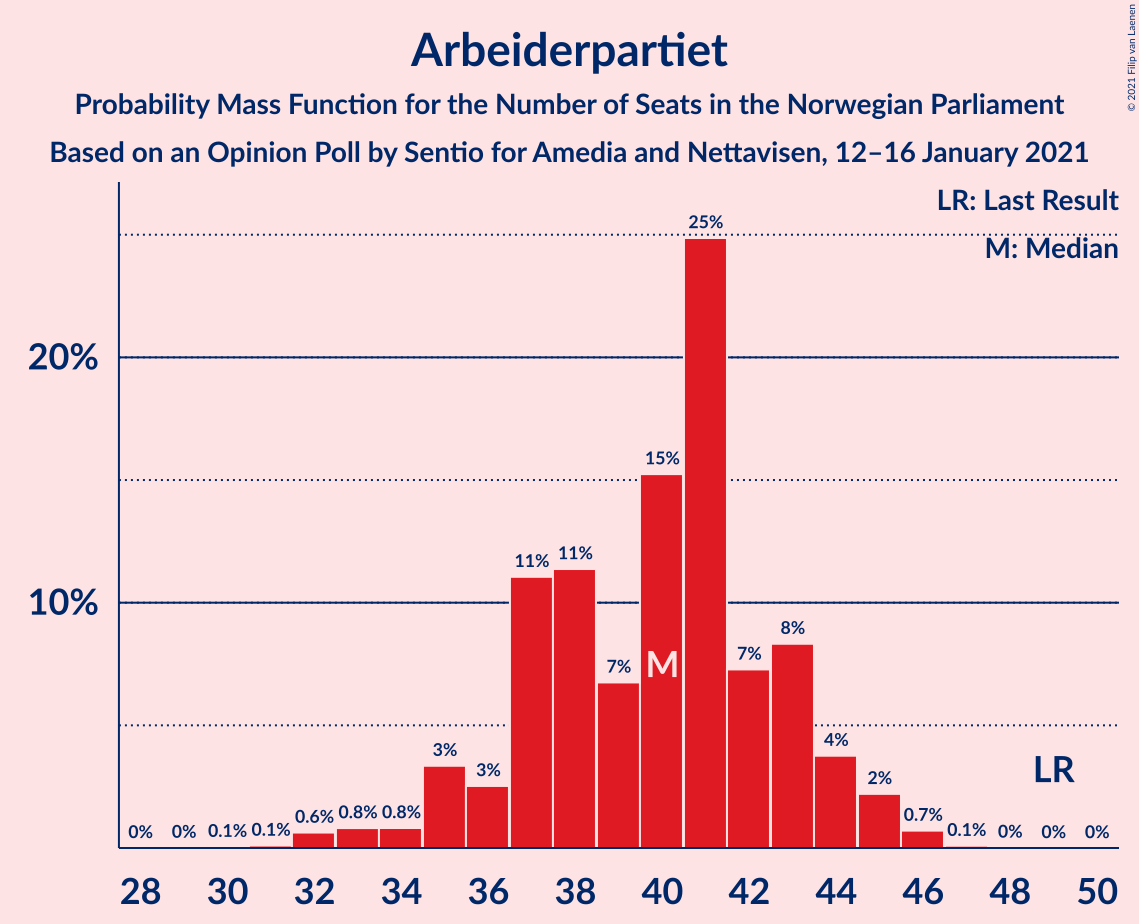 Arbeiderpartiet
Probability Mass Function for the Number of Seats in the Norwegian Parliament
Based on an Opinion Poll by Sentio for Amedia and Nettavisen, 12–16 January 2021
© 2021 Filip van Laenen
LR: Last Result
M: Median
20%
10%
0% 0% 0.1% 0.1% 0.6% 0.8% 0.8% 3% 3% 11% 11% 7% 15% 25% 7% 8% 4% 2% 0.7% 0.1% 0% 0% 0%
M
LR
28 30 32 34 36 38 40 42 44 46 48 50